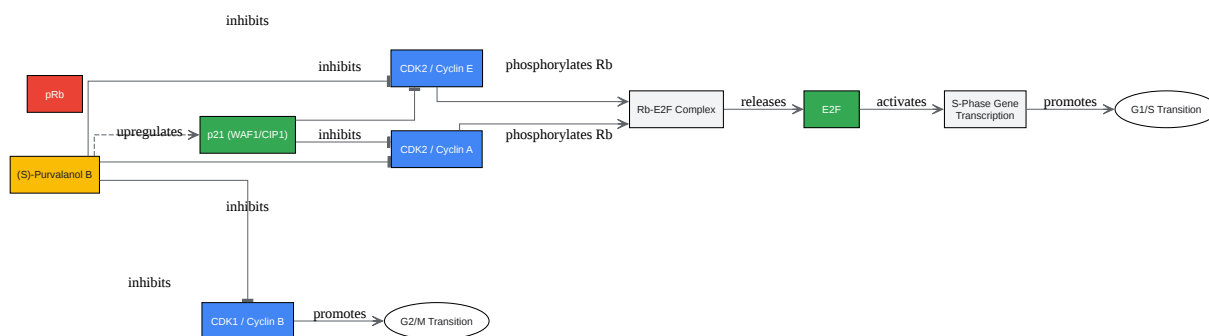 inhibits
inhibits
CDK2 / Cyclin E
phosphorylates Rb
pRb
Rb-E2F Complex
releases
E2F
activates
S-Phase Gene
Transcription
promotes
G1/S Transition
upregulates
p21 (WAF1/CIP1)
inhibits
phosphorylates Rb
CDK2 / Cyclin A
(S)-Purvalanol B
inhibits
inhibits
CDK1 / Cyclin B
promotes
G2/M Transition